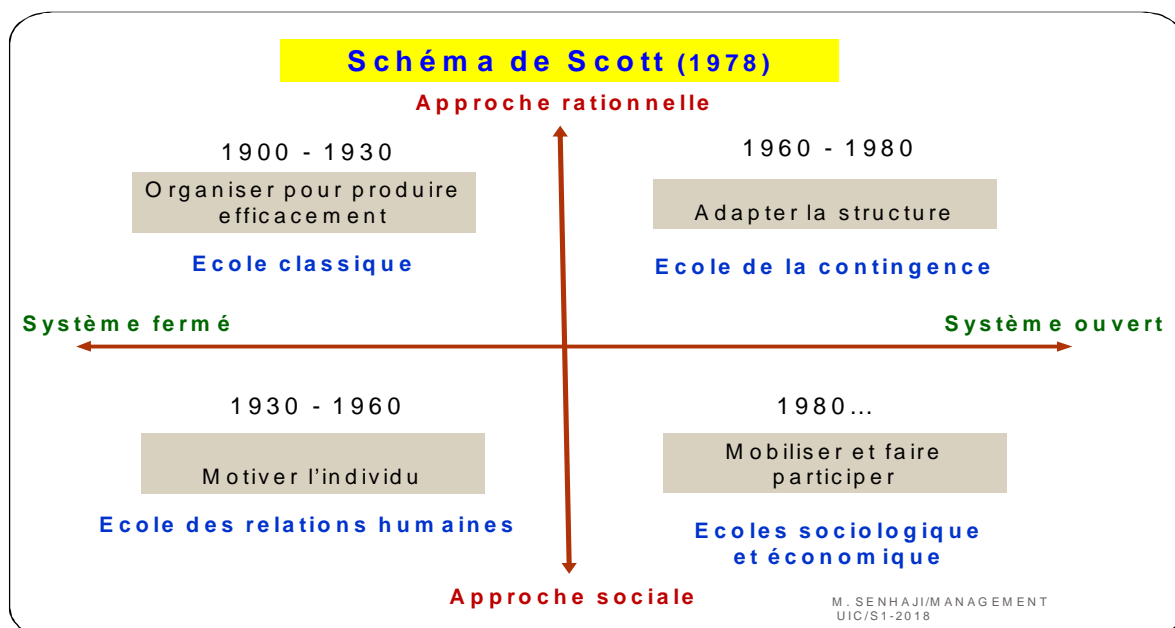 Schéma de Scott (1978)
Approche rationnelle
1900 - 1930
Organiser pour produire
efficacement
Ecole classique
1960 - 1980
Adapter la structure
Ecole de la contingence
Système fermé
Système ouvert
1930 - 1960
Motiver l'individu
Ecole des relations humaines
1980...
Mobiliser et faire
participer
Ecoles sociologique
et économique
Approche sociale
M. SENHAJI/MANAGEMENT
UIC/S1-2018